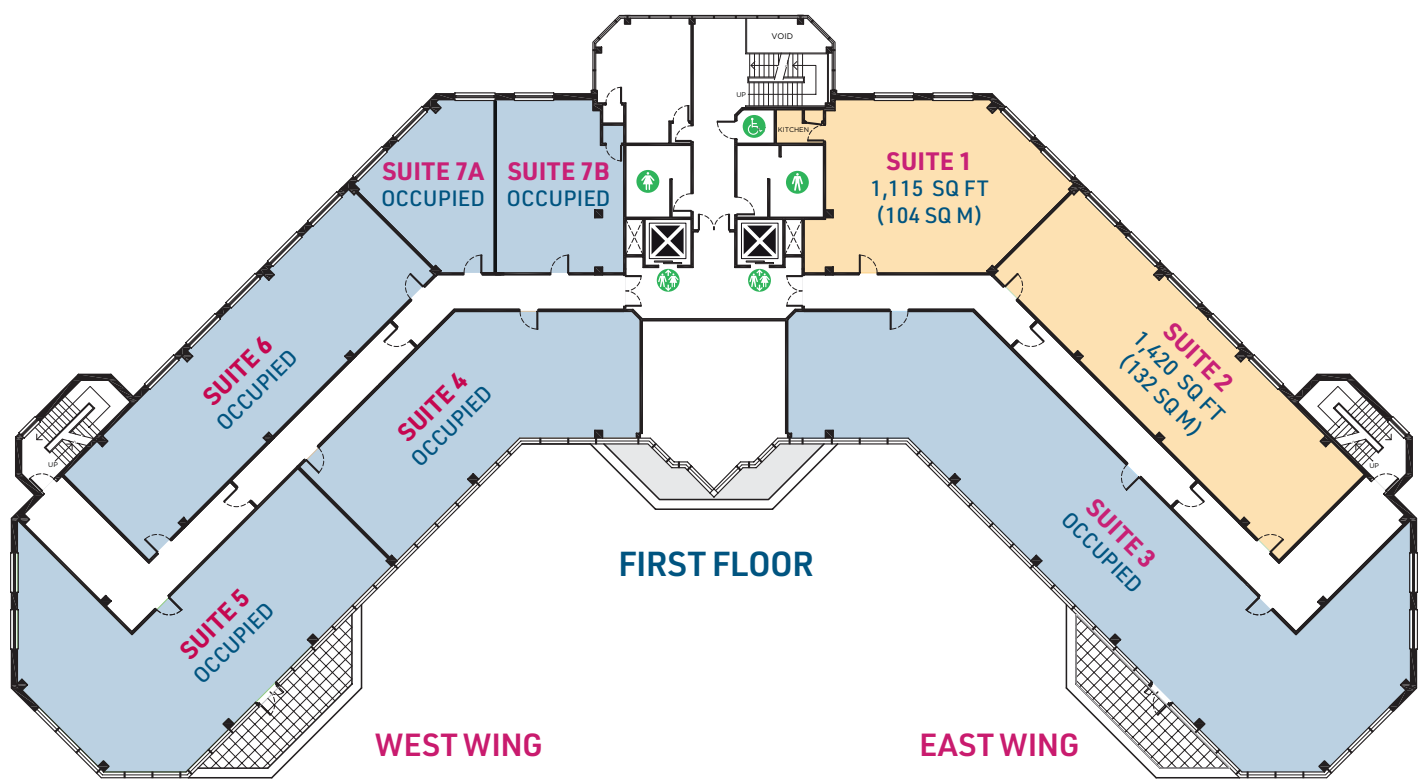 VOID
UP
KITCHEN
SUITE 7A
OCCUPIED
SUITE 7B
OCCUPIED
SUITE 1
1,115 SQ FT
(104 SQ M)
SUITE 6
OCCUPIED
SUITE 4
OCCUPIED
SUITE 2
1,420 SQ FT
(132 SQ M)
UP
UP
SUITE 5
OCCUPIED
SUITE 3
OCCUPIED
FIRST FLOOR
WEST WING
EAST WING